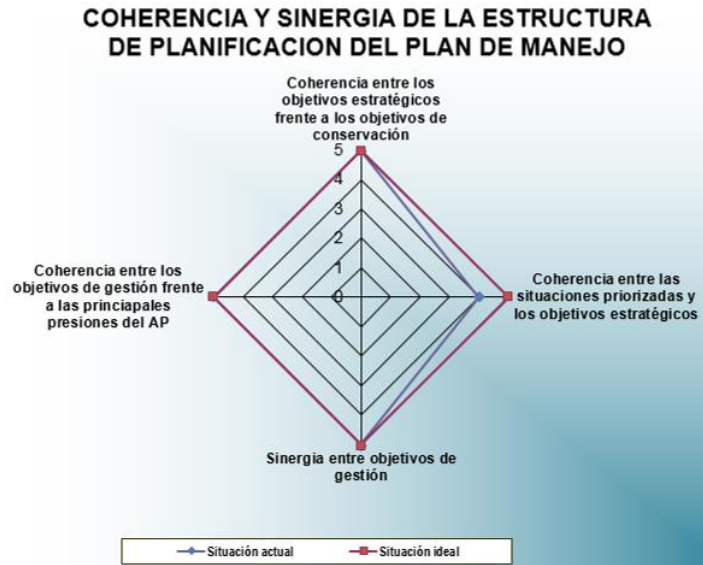 COHERENCIA Y SINERGIA DE LA ESTRUCTURA
DE PLANIFICACION DEL PLAN DE MANEJO
Coherencia entre los
objetivos estratégicos
frente a los objetivos de
conservación
5
4
3
2
1
0
Coherencia entre los
objetivos de gestión frente
a las princiapales
presiones del AP
Coherencia entre las
situaciones priorizadas y
los objetivos estratégicos
Sinergia entre objetivos de
gestión
Situación actual
Situación ideal